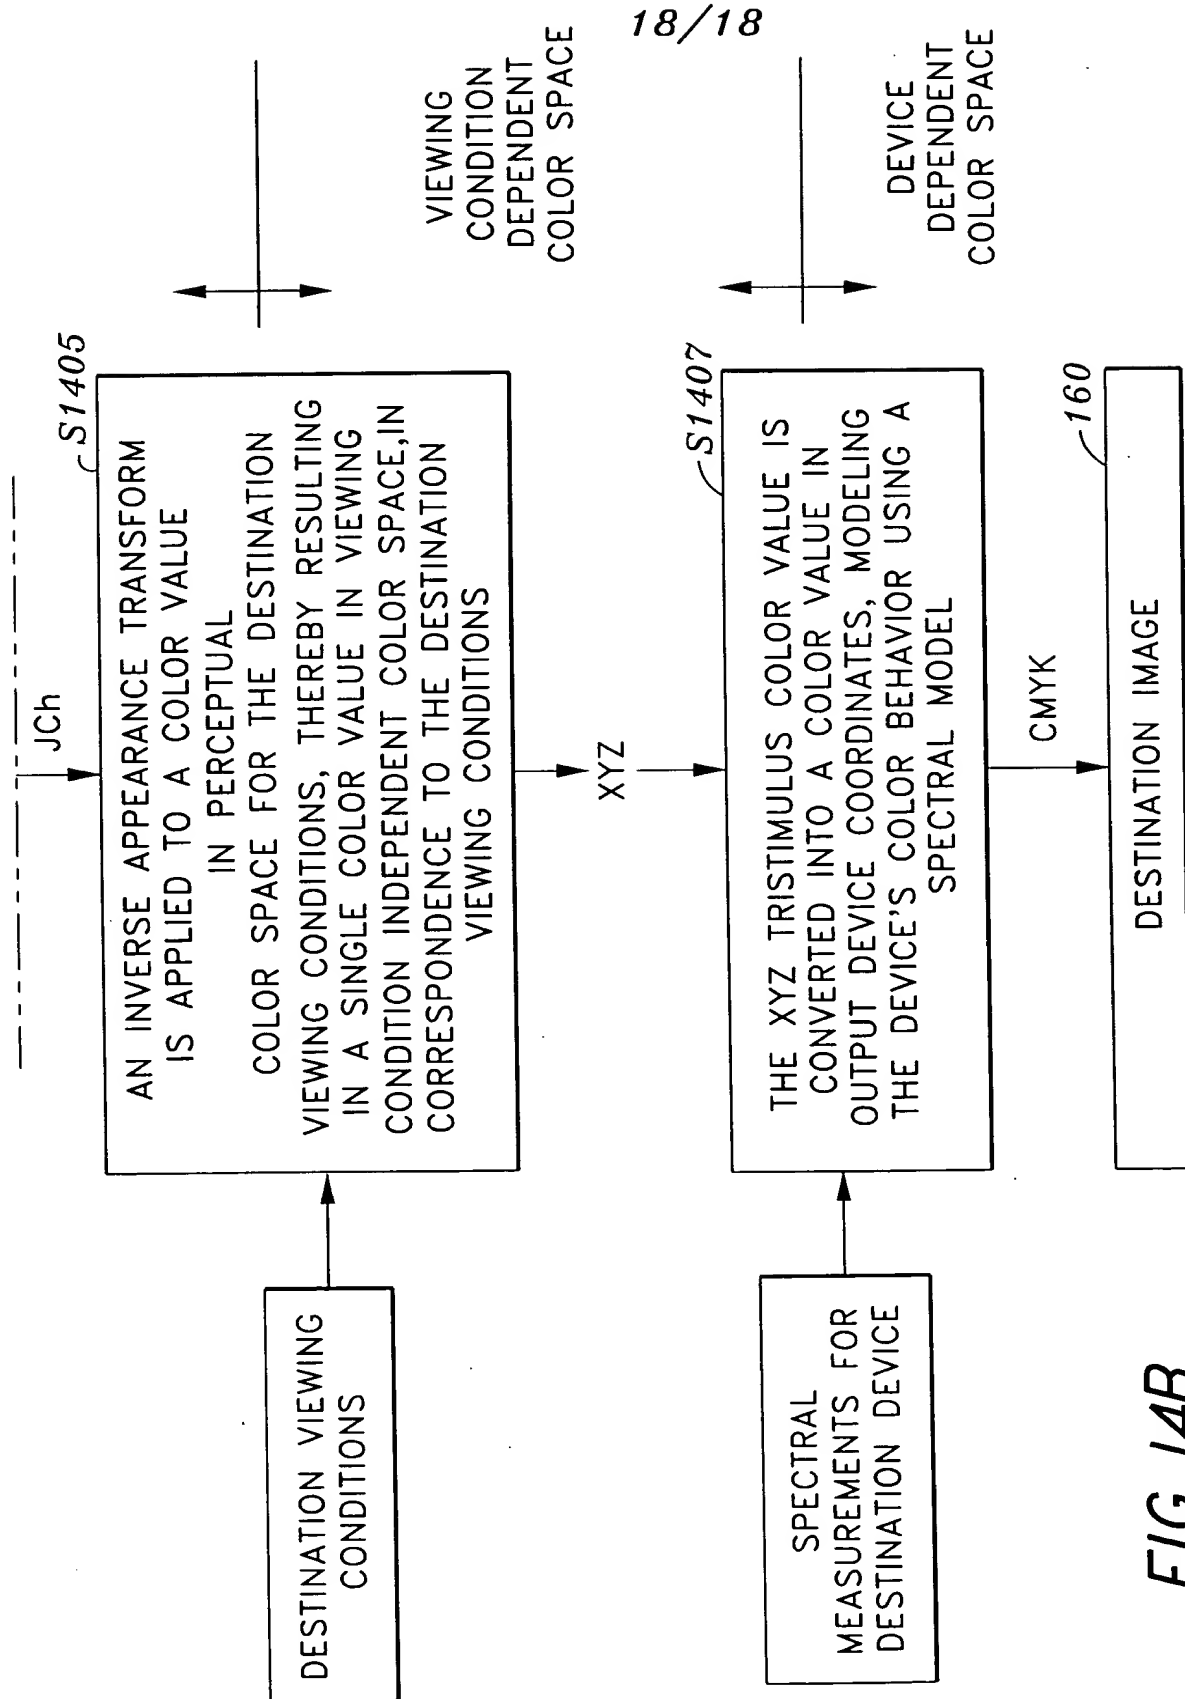 18/18
JCh
S1405
AN INVERSE APPEARANCE TRANSFORM
IS APPLIED TO A COLOR VALUE
IN PERCEPTUAL
COLOR SPACE FOR THE DESTINATION
VIEWING CONDITIONS, THEREBY RESULTING
IN A SINGLE COLOR VALUE IN VIEWING
CONDITION INDEPENDENT COLOR SPACE,IN
CORRESPONDENCE TO THE DESTINATION
VIEWING CONDITIONS
DESTINATION VIEWING
CONDITIONS
VIEWING
CONDITION
DEPENDENT
COLOR SPACE
XYZ
S1407
THE XYZ TRISTIMULUS COLOR VALUE IS
CONVERTED INTO A COLOR VALUE IN
OUTPUT DEVICE COORDINATES, MODELING
THE DEVICE'S COLOR BEHAVIOR USING A
SPECTRAL MODEL
SPECTRAL
MEASUREMENTS FOR
DESTINATION DEVICE
DEVICE
DEPENDENT
COLOR SPACE
CMYK
160
DESTINATION IMAGE
FIG. 14B